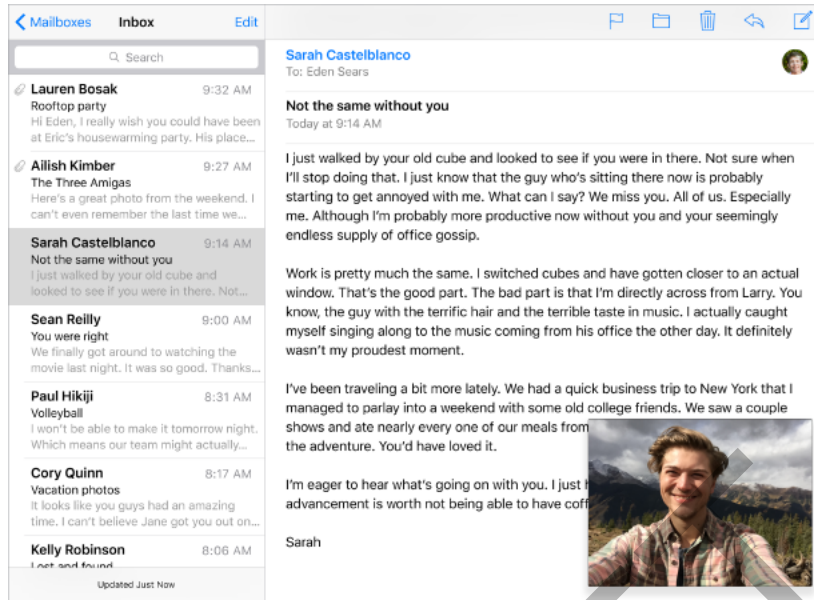 Mailboxes
Inbox
Edit
Search
Lauren Bosak 9:32 AM
Rooftop party
Hi Eden, I really wish you could have been
at Eric's housewarming party. His place...
Ailish Kimber 9:27 AM
The Three Amigas
Here's a great photo from the weekend. I
can't even remember the last time we...
Sarah Castelblanco 9:14 AM
Not the same without you
I just walked by your old cube and
looked to see if you were in there. Not...
Sean Reilly 9:00 AM
You were right
We finally got around to watching the
movie last night. It was so good. Thanks...
Paul Hikiji 8:31 AM
Volleyball
I won't be able to make it tomorrow night.
Which means our team might actually...
Cory Quinn 8:17 AM
Vacation photos
It looks like you guys had an amazing
time. I can't believe Jane got you out on...
Kelly Robinson 8:06 AM
Lost and found
Updated Just Now
Sarah Castelblanco
To: Eden Sears
Not the same without you
Today at 9:14 AM
I just walked by your old cube and looked to see if you were in there. Not sure when
I'll stop doing that. I just know that the guy who's sitting there now is probably
starting to get annoyed with me. What can I say? We miss you. All of us. Especially
me. Although I'm probably more productive now without you and your seemingly
endless supply of office gossip.
Work is pretty much the same. I switched cubes and have gotten closer to an actual
window. That's the good part. The bad part is that I'm directly across from Larry. You
know, the guy with the terrific hair and the terrible taste in music. I actually caught
myself singing along to the music coming from his office the other day. It definitely
wasn't my proudest moment.
I've been traveling a bit more lately. We had a quick business trip to New York that I
managed to parlay into a weekend with some old college friends. We saw a couple
shows and ate nearly every one of our meals from
the adventure. You'd have loved it.
I'm eager to hear what's going on with you. I just
advancement is worth not being able to have
Sarah